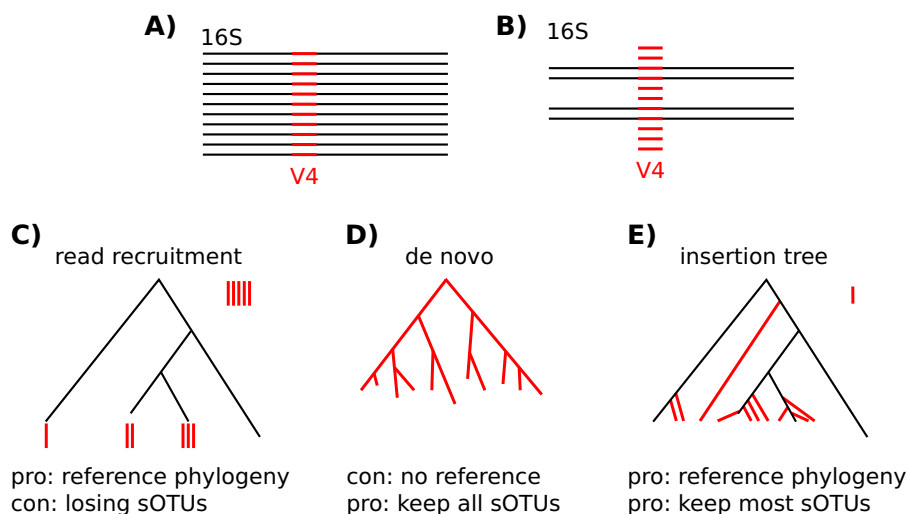 A)
16S
V4
B)
16S
V4
C)
read recruitment
pro: reference phylogeny
con: losing sOTUs
D)
de novo
con: no reference
pro: keep all sOTUs
E)
insertion tree
pro: reference phylogeny
pro: keep most sOTUs